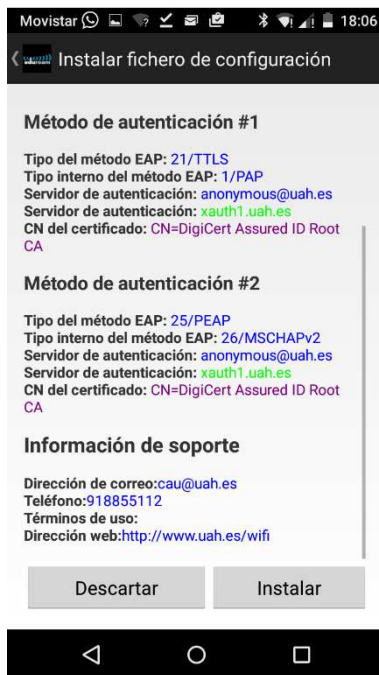 Movistar 18:06
eduroam Instalar fichero de configuración
Método de autenticación #1
Tipo del método EAP: 21/TTLS
Tipo interno del método EAP: 1/PAP
Servidor de autenticación: anonymous@uah.es
Servidor de autenticación: xauth1.uah.es
CN del certificado: CN=DigiCert Assured ID Root
CA
Método de autenticación #2
Tipo del método EAP: 25/PEAP
Tipo interno del método EAP: 26/MSCHAPv2
Servidor de autenticación: anonymous@uah.es
Servidor de autenticación: xauth1.uah.es
CN del certificado: CN=DigiCert Assured ID Root
CA
Información de soporte
Dirección de correo:cau@uah.es
Teléfono:918855112
Términos de uso:
Dirección web:http://www.uah.es/wifi
Descartar Instalar